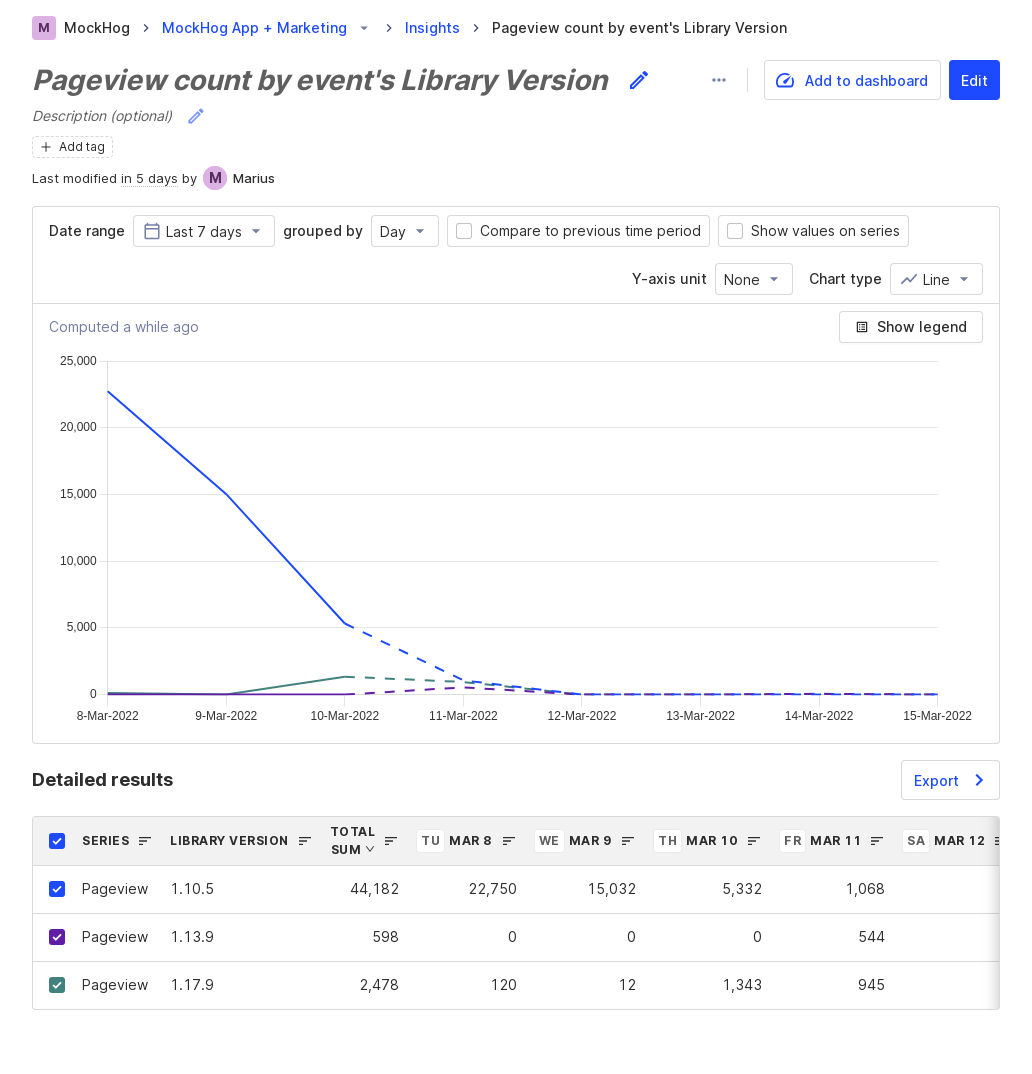 M MockHog MockHog App + Marketing Insights Pageview count by event's Library Version
Pageview count by event's Library Version
Add to dashboard Edit
Description (optional)
Add tag
Last modified in 5 days by M Marius
Date range Last 7 days grouped by Day Compare to previous time period Show values on series
Y-axis unit None Chart type Line
Computed a while ago Show legend
25,000
20,000
15,000
10,000
5,000
0
8-Mar-2022 9-Mar-2022 10-Mar-2022 11-Mar-2022 12-Mar-2022 13-Mar-2022 14-Mar-2022 15-Mar-2022
Detailed results Export
SERIES LIBRARY VERSION TOTAL SUM TU MAR 8 WE MAR 9 TH MAR 10 FR MAR 11 SA MAR 12
Pageview 1.10.5 44,182 22,750 15,032 5,332 1,068
Pageview 1.13.9 598 0 0 0 544
Pageview 1.17.9 2,478 120 12 1,343 945